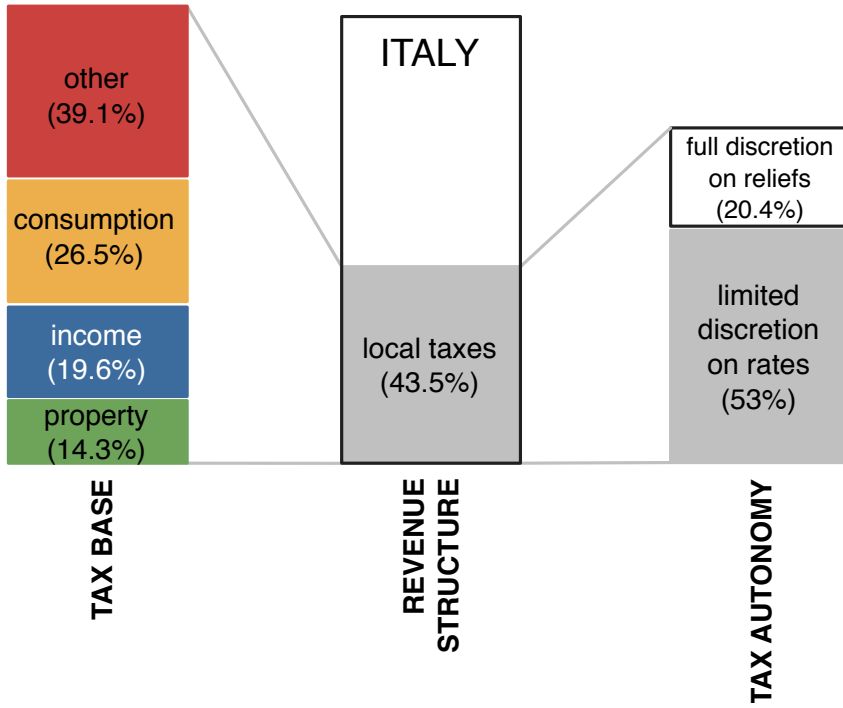 other
(39.1%)
consumption
(26.5%)
income
(19.6%)
property
(14.3%)
TAX BASE
ITALY
local taxes
(43.5%)
REVENUE
STRUCTURE
full discretion
on reliefs
(20.4%)
limited
discretion
on rates
(53%)
TAX AUTONOMY